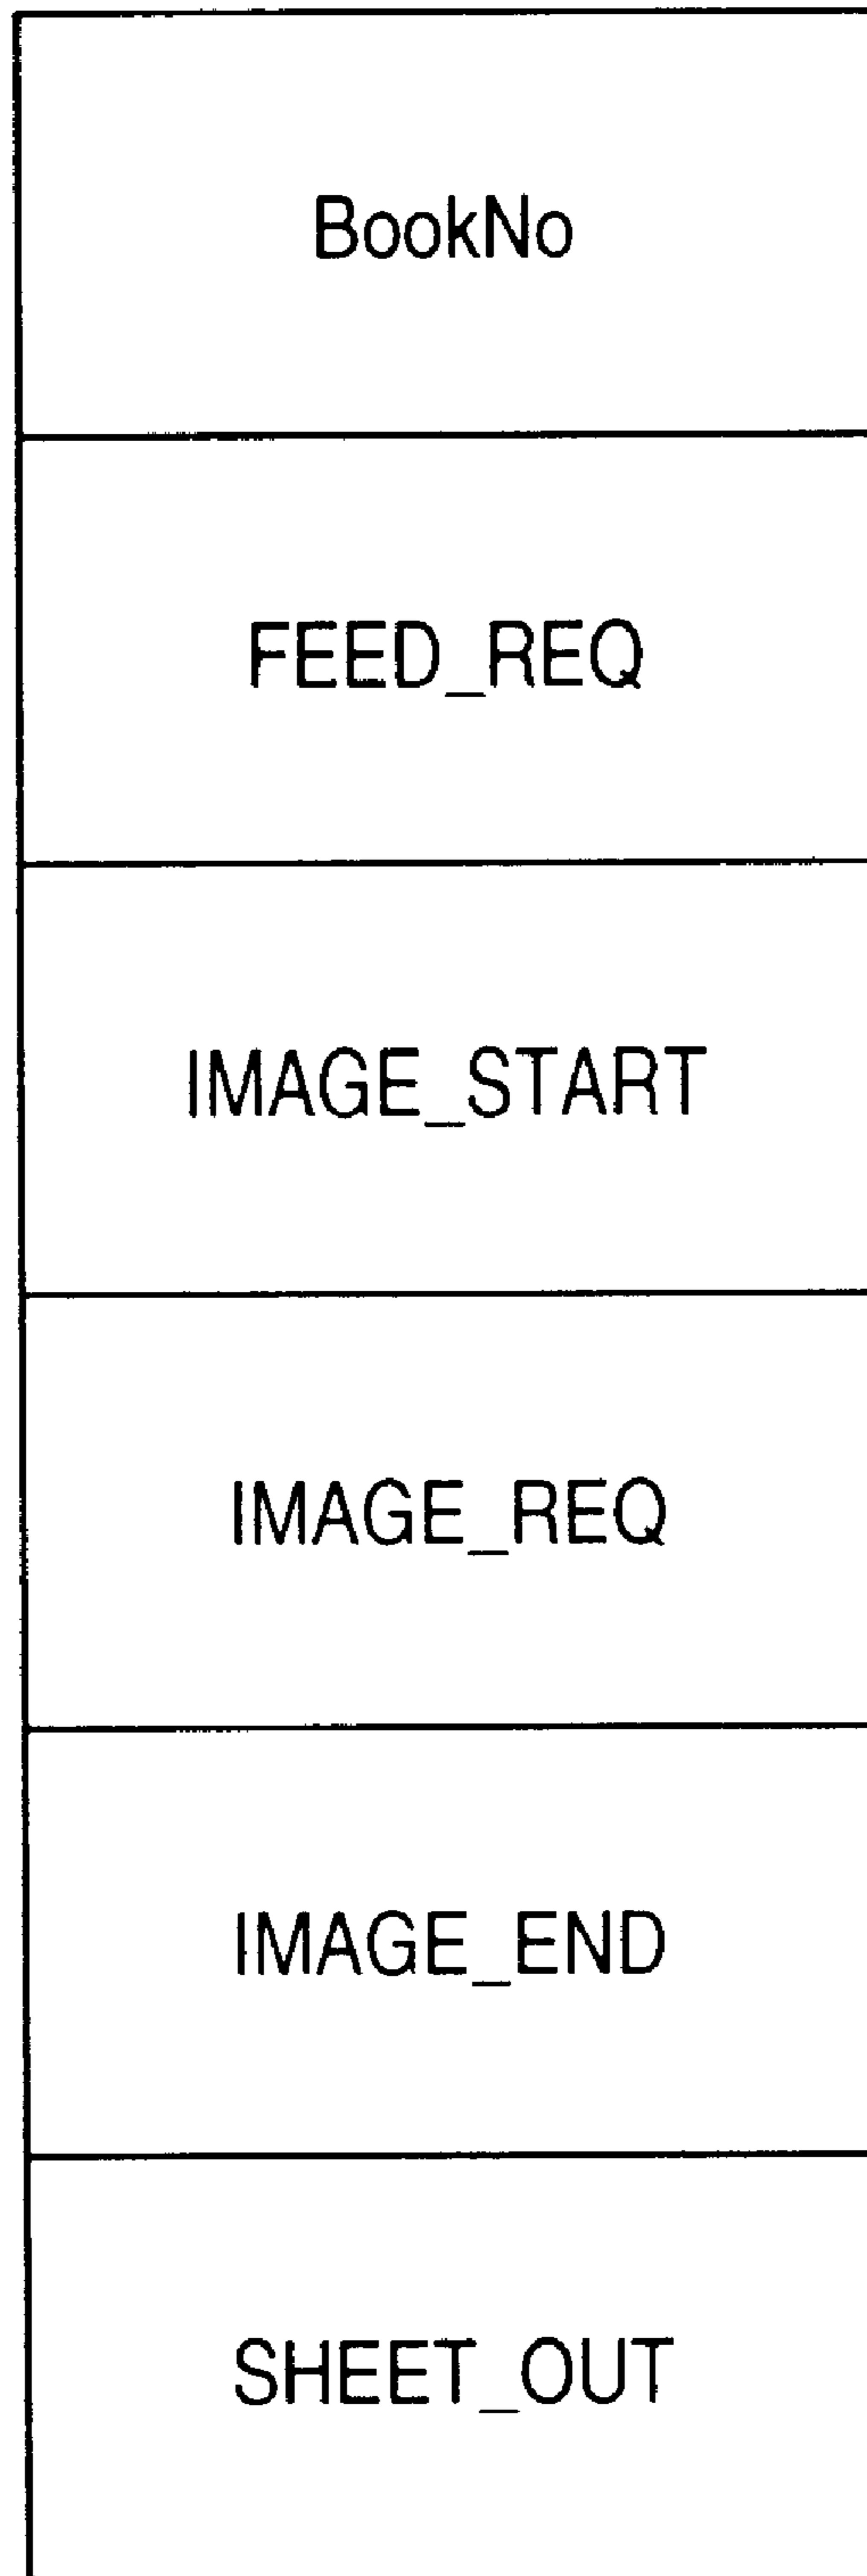 BookNo
FEED_REQ
IMAGE_START
IMAGE_REQ
IMAGE_END
SHEET_OUT